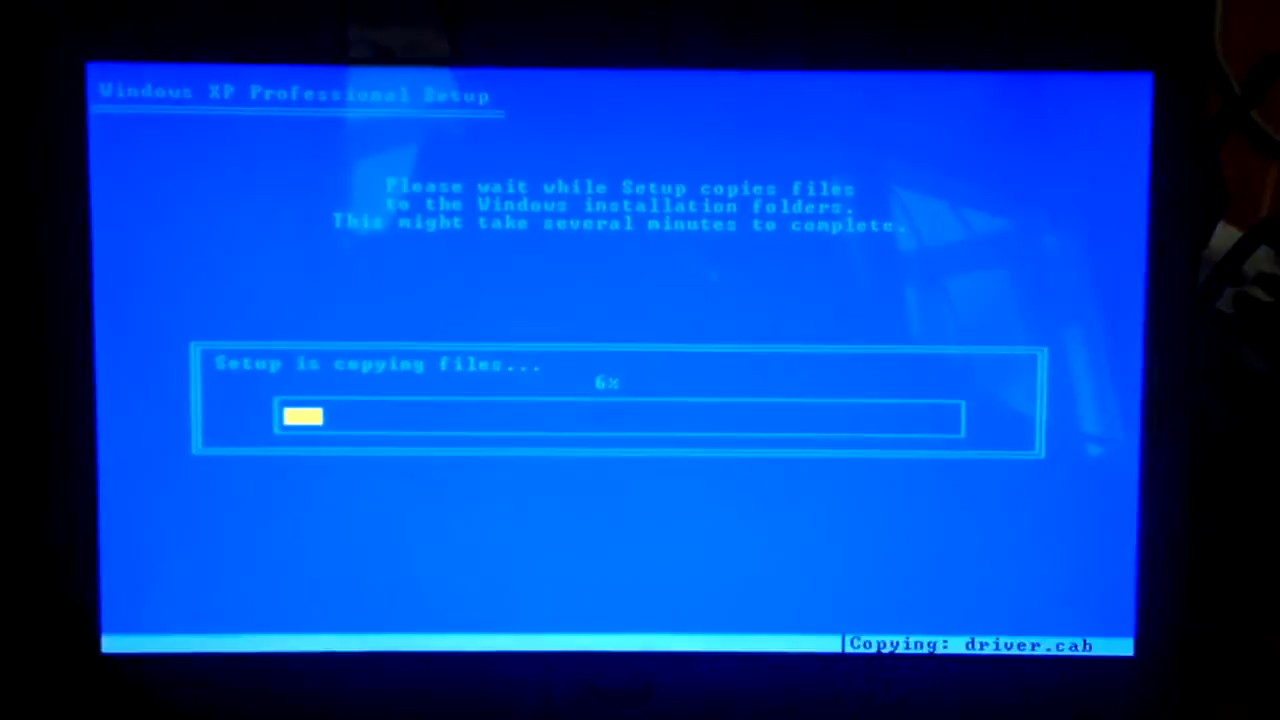 Windows XP Professional Setup
Please wait while Setup copies files
to the Windows installation folders.
This might take several minutes to complete.
Setup is copying files...
6%
Copying: driver.cab